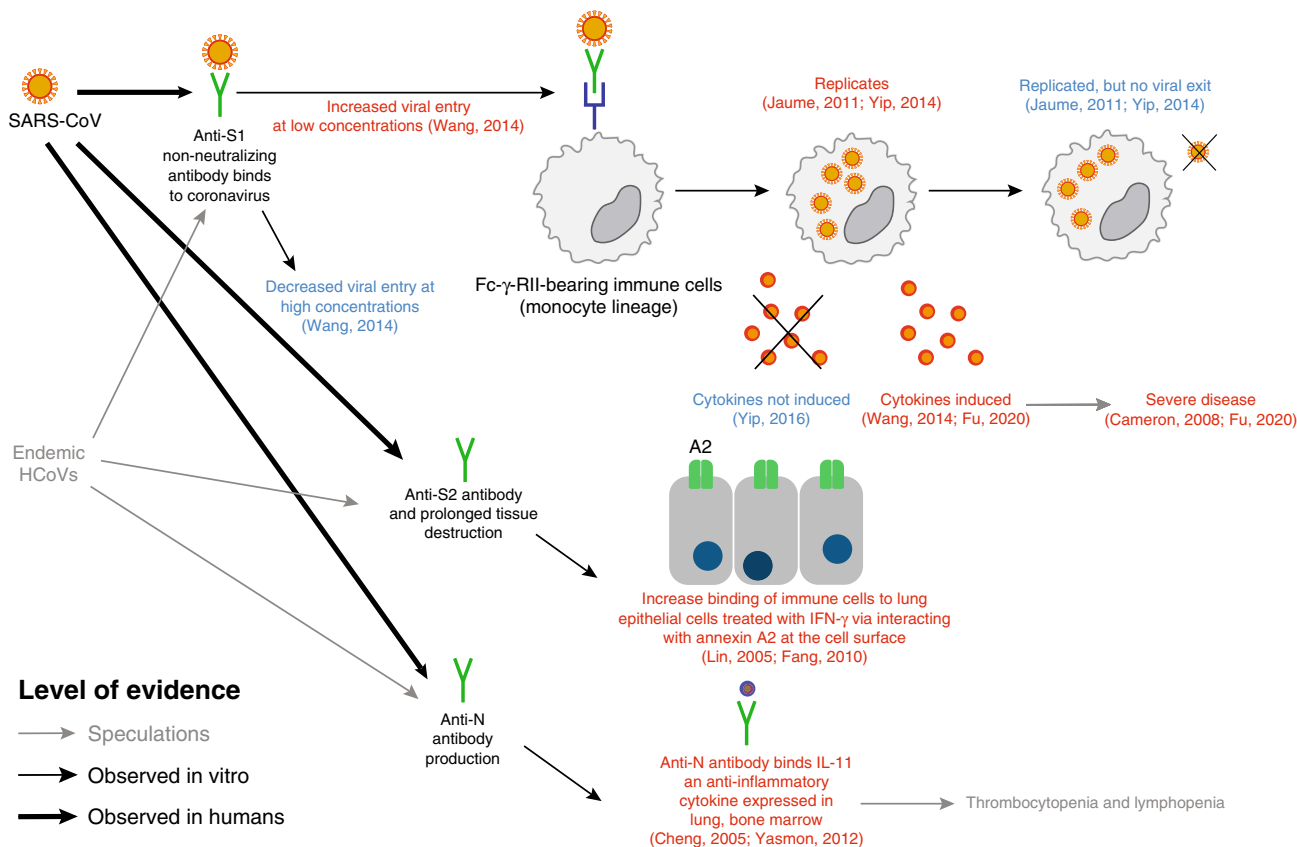 SARS-CoV
Anti-S1
non-neutralizing
antibody binds
to coronavirus
Increased viral entry
at low concentrations (Wang, 2014)
Decreased viral entry at
high concentrations
(Wang, 2014)
Fc-γ-RII-bearing immune cells
(monocyte lineage)
Replicates
(Jaume, 2011; Yip, 2014)
Replicated, but no viral exit
(Jaume, 2011; Yip, 2014)
Cytokines not induced
(Yip, 2016)
Cytokines induced
(Wang, 2014; Fu, 2020)
Severe disease
(Cameron, 2008; Fu, 2020)
Endemic
HCoVs
Anti-S2 antibody
and prolonged tissue
destruction
A2
Increase binding of immune cells to lung
epithelial cells treated with IFN-γ via interacting
with annexin A2 at the cell surface
(Lin, 2005; Fang, 2010)
Anti-N
antibody
production
Anti-N antibody binds IL-11
an anti-inflammatory
cytokine expressed in
lung, bone marrow
(Cheng, 2005; Yasmon, 2012)
Thrombocytopenia and lymphopenia
Level of evidence
Speculations
Observed in vitro
Observed in humans